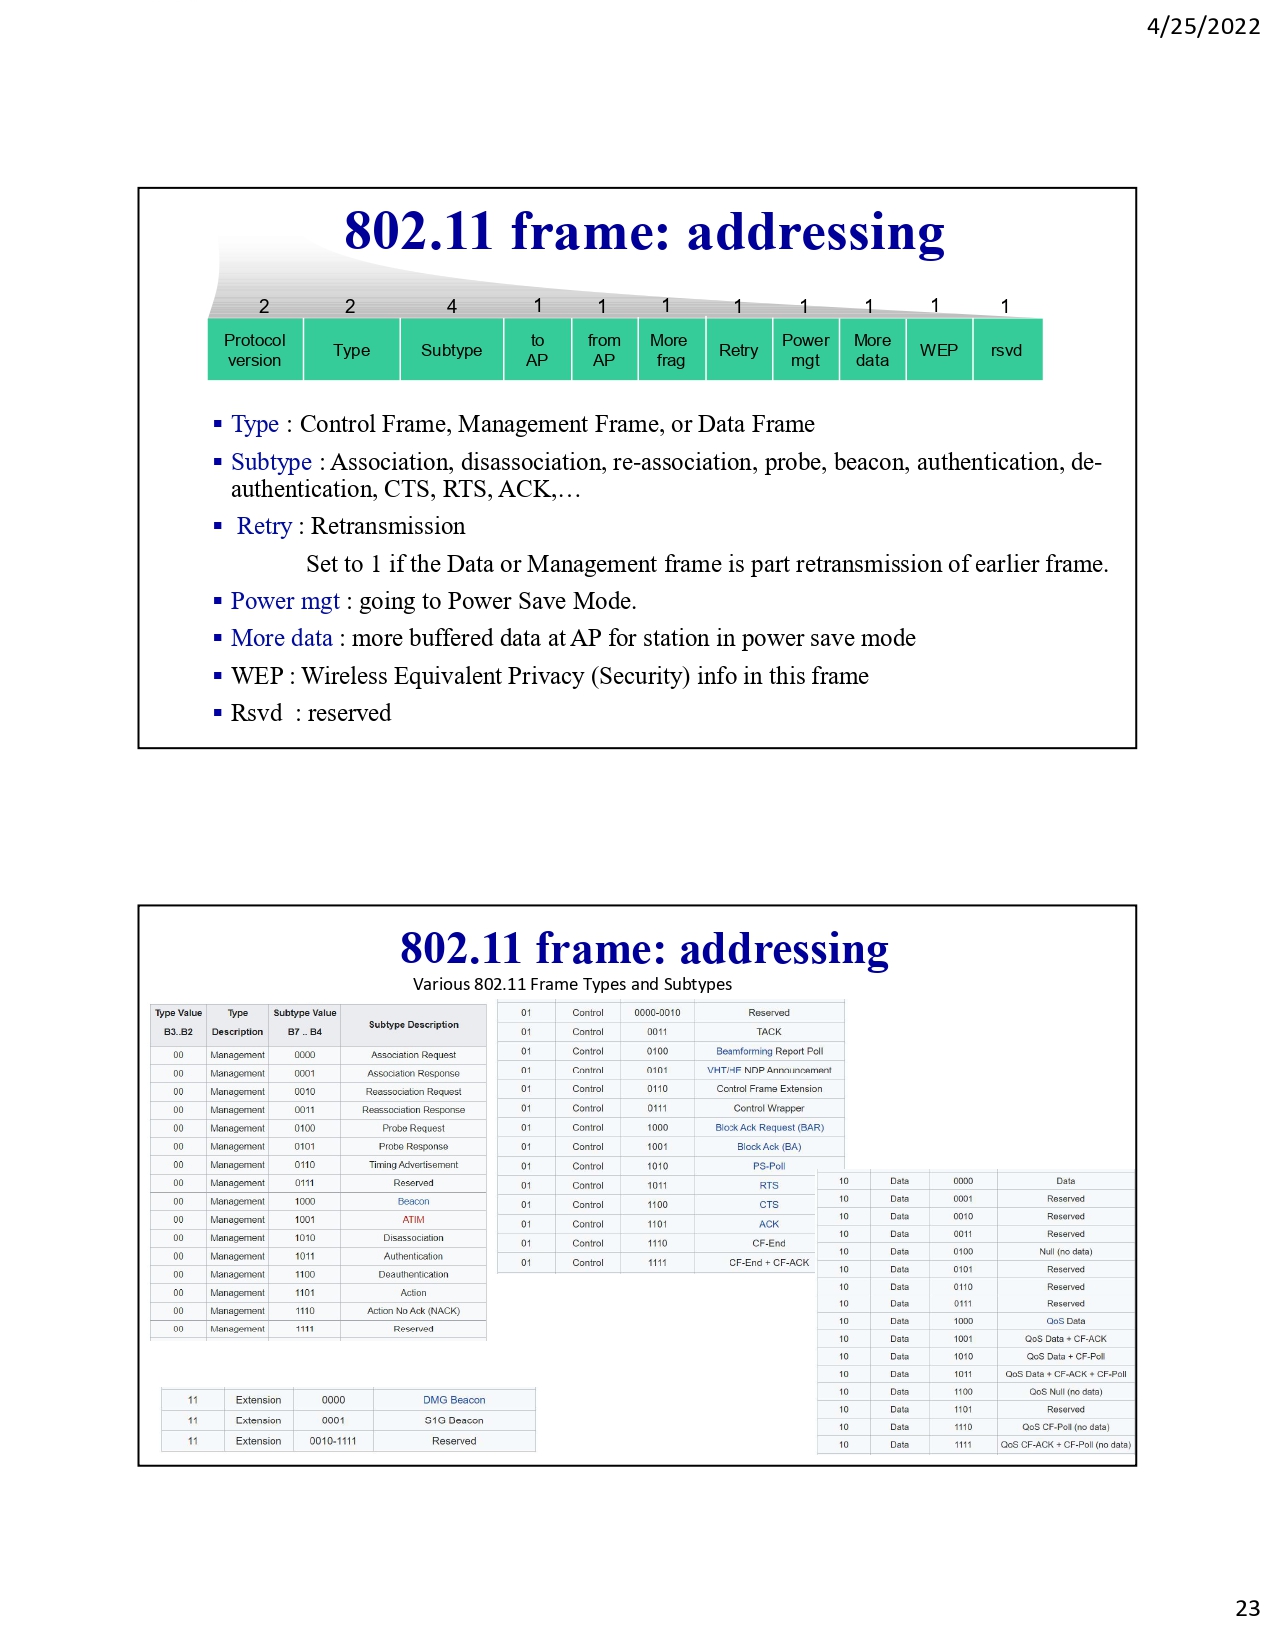 4/25/2022
802.11 frame: addressing
2 2 4 1 1 1 1 1 1 1 1
Protocol version Type Subtype to AP from AP More frag Retry Power mgt More data WEP rsvd
▪ Type : Control Frame, Management Frame, or Data Frame
▪ Subtype : Association, disassociation, re-association, probe, beacon, authentication, de-
authentication, CTS, RTS, ACK,…
▪ Retry : Retransmission
Set to 1 if the Data or Management frame is part retransmission of earlier frame.
▪ Power mgt : going to Power Save Mode.
▪ More data : more buffered data at AP for station in power save mode
▪ WEP : Wireless Equivalent Privacy (Security) info in this frame
▪ Rsvd : reserved
802.11 frame: addressing
Various 802.11 Frame Types and Subtypes
Type Value B3..B2 Type Description Subtype Value B7 .. B4 Subtype Description
00 Management 0000 Association Request
00 Management 0001 Association Response
00 Management 0010 Reassociation Request
00 Management 0011 Reassociation Response
00 Management 0100 Probe Request
00 Management 0101 Probe Response
00 Management 0110 Timing Advertisement
00 Management 0111 Reserved
00 Management 1000 Beacon
00 Management 1001 ATIM
00 Management 1010 Disassociation
00 Management 1011 Authentication
00 Management 1100 Deauthentication
00 Management 1101 Action
00 Management 1110 Action No Ack (NACK)
00 Management 1111 Reserved
01 Control 0000-0010 Reserved
01 Control 0011 TACK
01 Control 0100 Beamforming Report Poll
01 Control 0101 VHT/HE NDP Announcement
01 Control 0110 Control Frame Extension
01 Control 0111 Control Wrapper
01 Control 1000 Block Ack Request (BAR)
01 Control 1001 Block Ack (BA)
01 Control 1010 PS-Poll
01 Control 1011 RTS
01 Control 1100 CTS
01 Control 1101 ACK
01 Control 1110 CF-End
01 Control 1111 CF-End + CF-ACK
10 Data 0000 Data
10 Data 0001 Reserved
10 Data 0010 Reserved
10 Data 0011 Reserved
10 Data 0100 Null (no data)
10 Data 0101 Reserved
10 Data 0110 Reserved
10 Data 0111 Reserved
10 Data 1000 QoS Data
10 Data 1001 QoS Data + CF-ACK
10 Data 1010 QoS Data + CF-Poll
10 Data 1011 QoS Data + CF-ACK + CF-Poll
10 Data 1100 QoS Null (no data)
10 Data 1101 Reserved
10 Data 1110 QoS CF-Poll (no data)
10 Data 1111 QoS CF-ACK + CF-Poll (no data)
11 Extension 0000 DMG Beacon
11 Extension 0001 S1G Beacon
11 Extension 0010-1111 Reserved
23